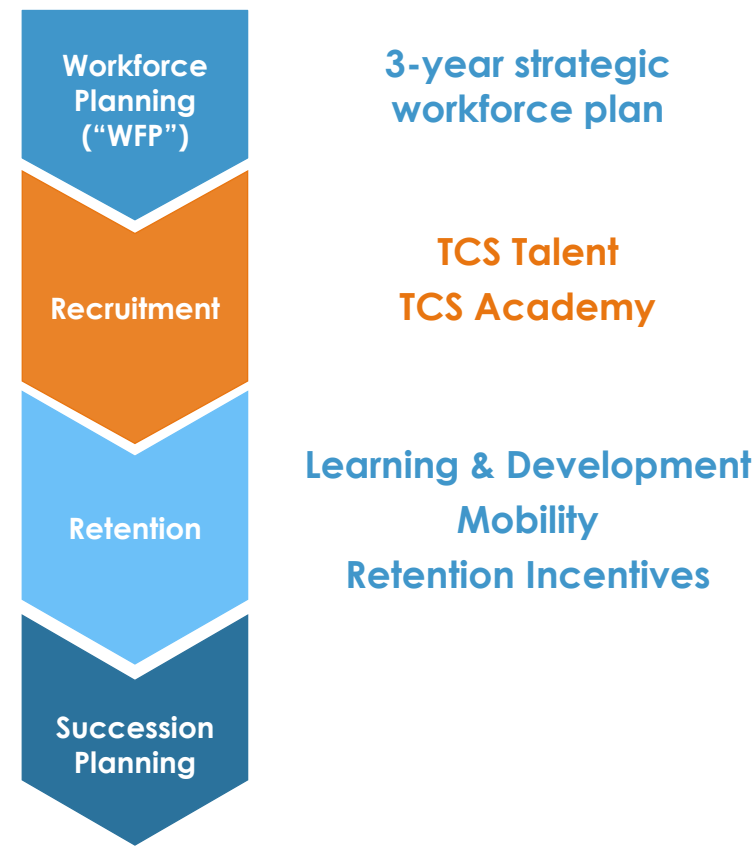 Workforce
Planning
(“WFP”)
3-year strategic
workforce plan
Recruitment
TCS Talent
TCS Academy
Retention
Learning & Development
Mobility
Retention Incentives
Succession
Planning